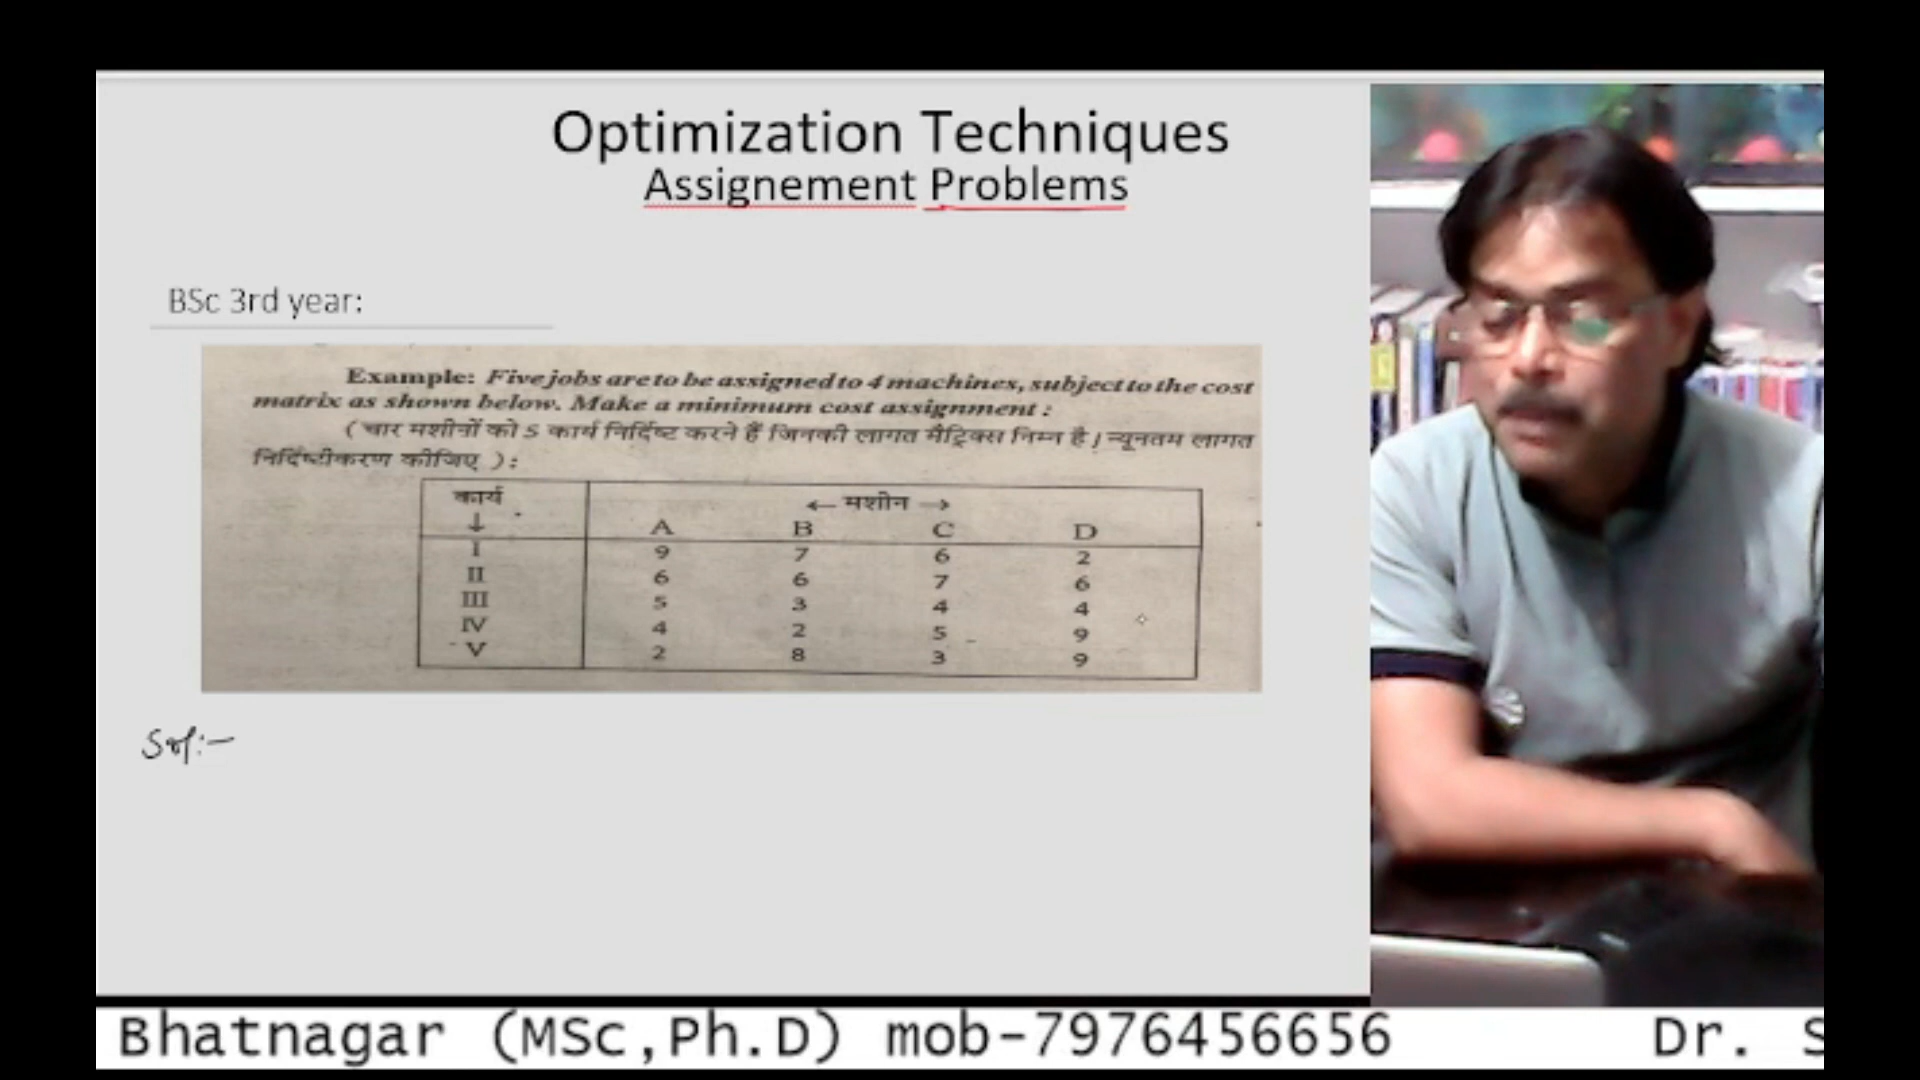 Optimization Techniques
Assignement Problems
BSc 3rd year:
Example: Five jobs are to be assigned to 4 machines, subject to the cost
matrix as shown below. Make a minimum cost assignment :
( चार मशीनों को 5 कार्य निर्दिष्ट करने हैं जिनकी लागत मैट्रिक्स निम्न है। न्यूनतम लागत
निर्दिष्टीकरण कीजिए ) :
कार्य ← मशीन →
↓ A B C D
I 9 7 6 2
II 6 6 7 6
III 5 3 4 4
IV 4 2 5 9
V 2 8 3 9
Sol:-
Bhatnagar (MSc,Ph.D) mob-7976456656 Dr. S